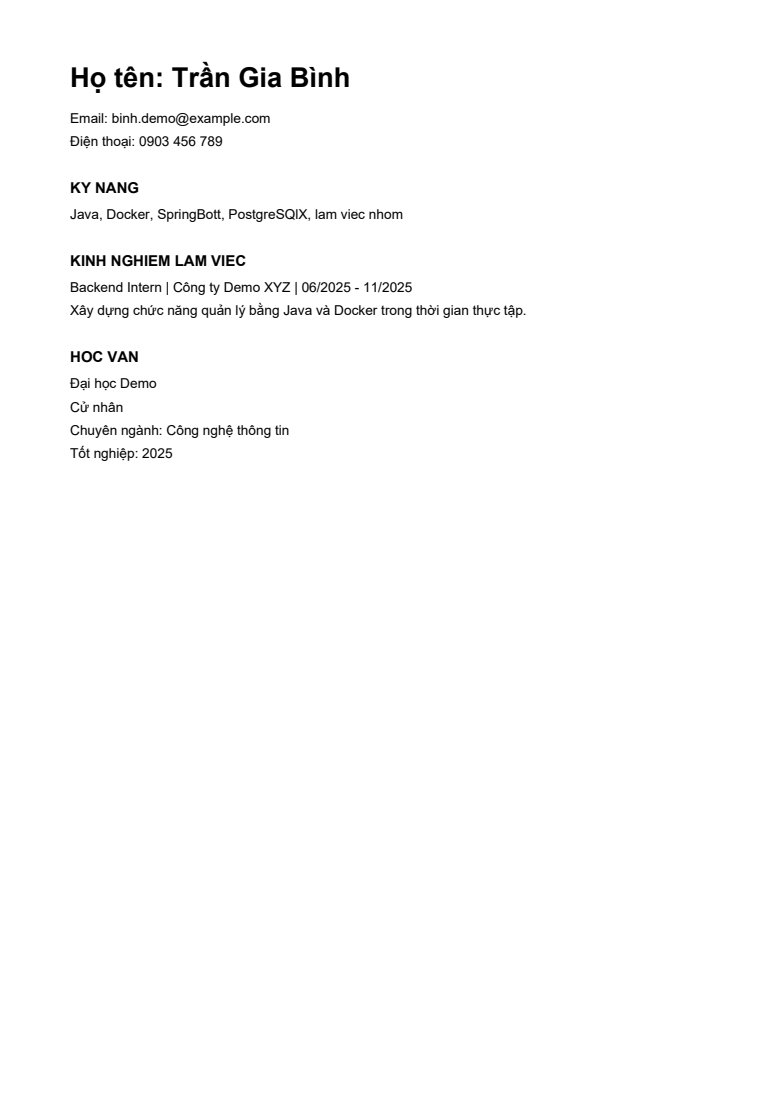 Họ tên: Trần Gia Bình
Email: binh.demo@example.com
Điện thoại: 0903 456 789
KY NANG
Java, Docker, SpringBott, PostgreSQlX, lam viec nhom
KINH NGHIEM LAM VIEC
Backend Intern | Công ty Demo XYZ | 06/2025 - 11/2025
Xây dựng chức năng quản lý bằng Java và Docker trong thời gian thực tập.
HOC VAN
Đại học Demo
Cử nhân
Chuyên ngành: Công nghệ thông tin
Tốt nghiệp: 2025